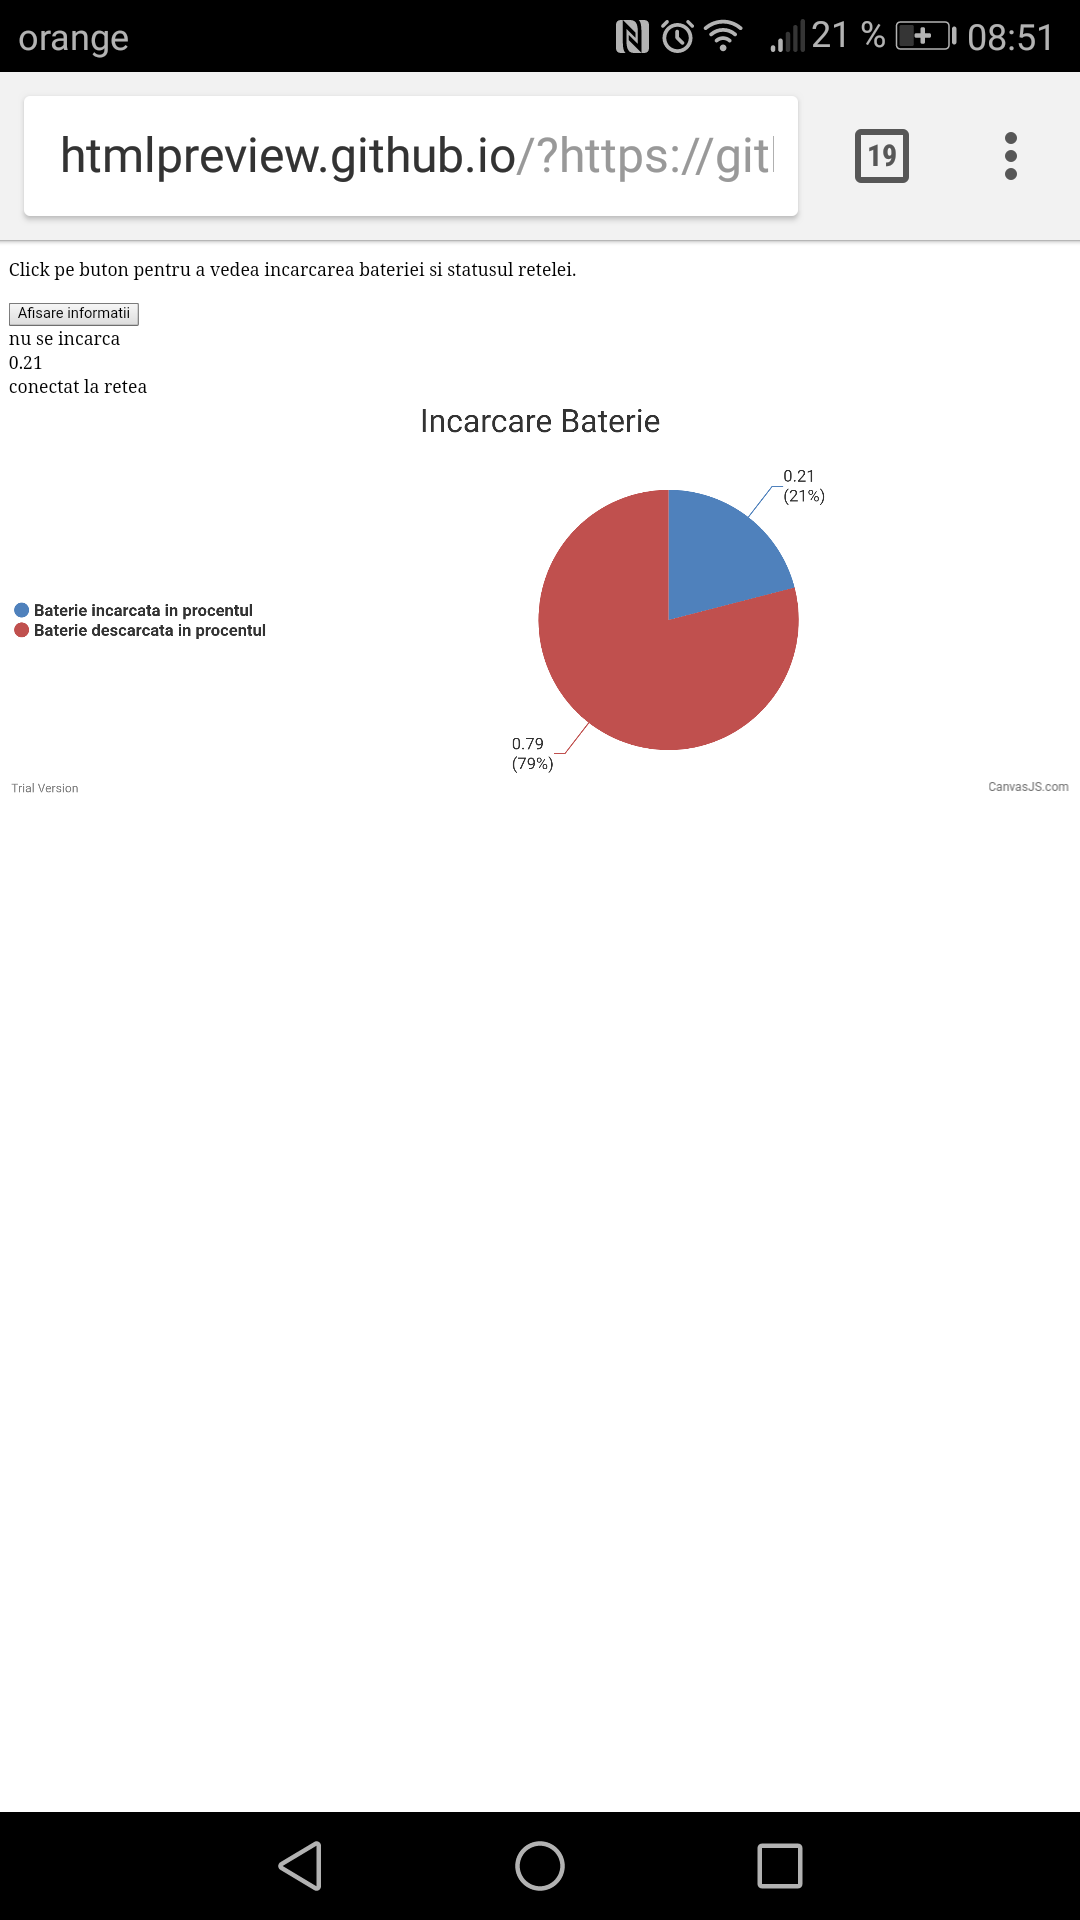 orange 21 % 08:51
htmlpreview.github.io/?https://git
19
Click pe buton pentru a vedea incarcarea bateriei si statusul retelei.
Afisare informatii
nu se incarca
0.21
conectat la retea
Incarcare Baterie
0.21
(21%)
Baterie incarcata in procentul
Baterie descarcata in procentul
0.79
(79%)
Trial Version
CanvasJS.com